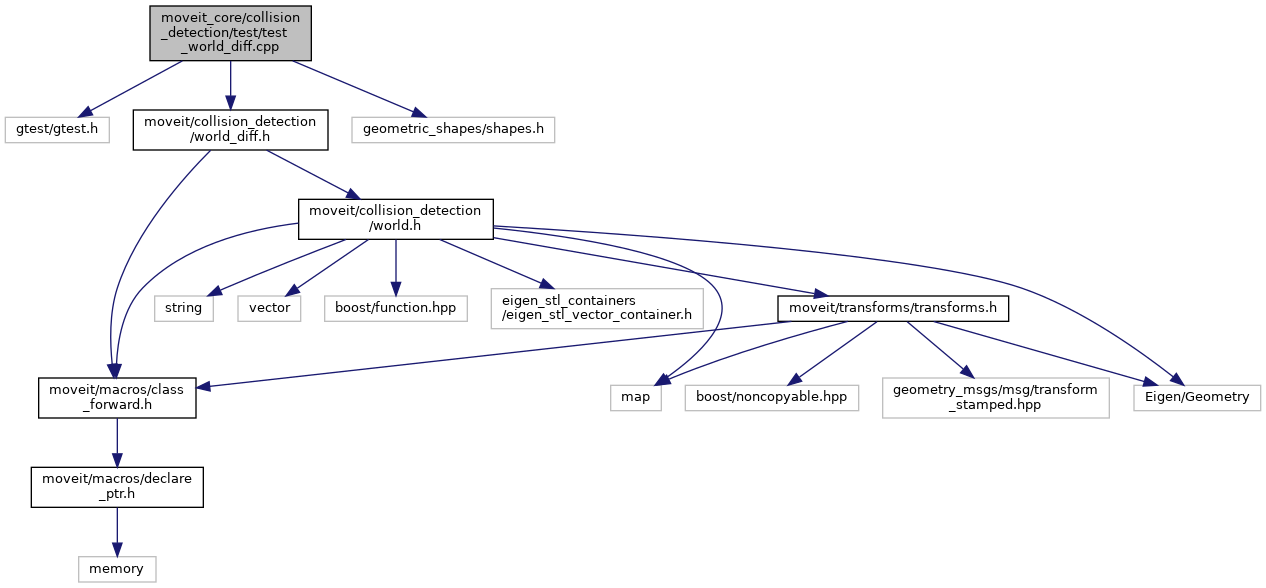 moveit_core/collision
_detection/test/test
_world_diff.cpp
gtest/gtest.h
moveit/collision_detection
/world_diff.h
geometric_shapes/shapes.h
moveit/collision_detection
/world.h
string
vector
boost/function.hpp
eigen_stl_containers
/eigen_stl_vector_container.h
moveit/transforms/transforms.h
moveit/macros/class
_forward.h
map
boost/noncopyable.hpp
geometry_msgs/msg/transform
_stamped.hpp
Eigen/Geometry
moveit/macros/declare
_ptr.h
memory